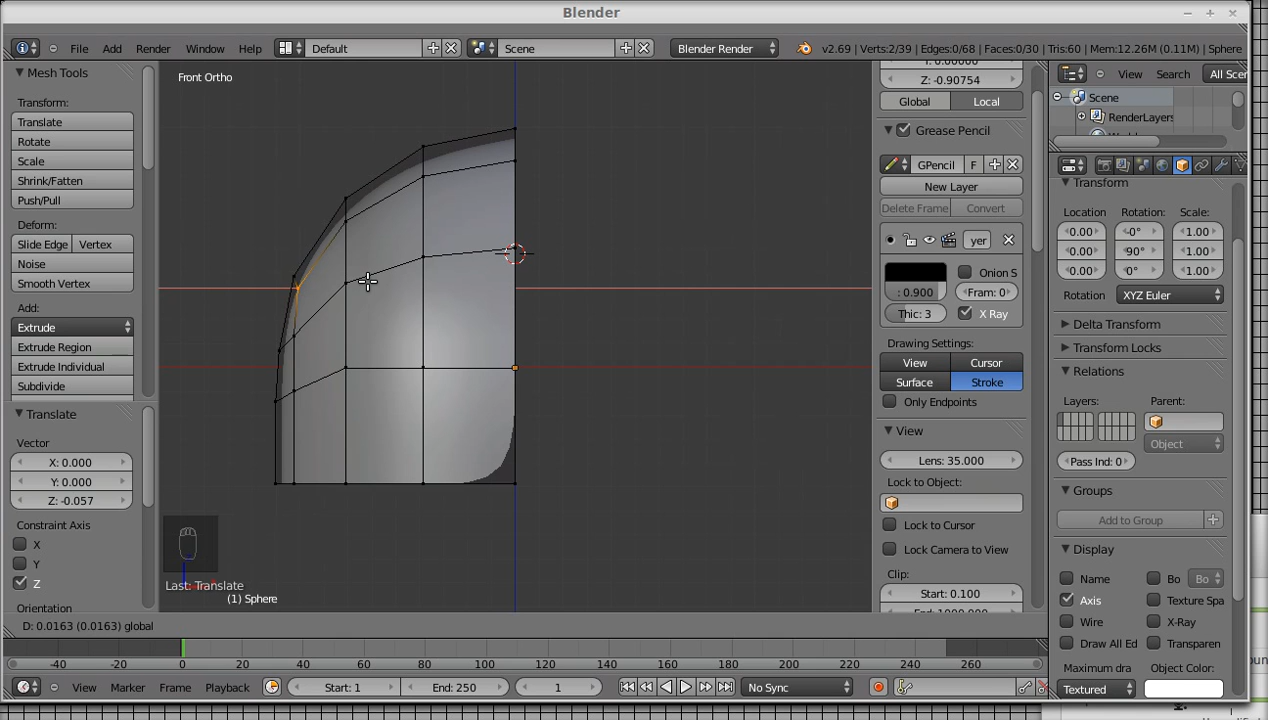 Blender
File Add Render Window Help Default Scene Blender Render v2.69 | Verts:2/39 | Edges:0/68 | Faces:0/30 | Tris:60 | Mem:12.26M (0.11M) | Sphere
Mesh Tools
Transform:
Translate
Rotate
Scale
Shrink/Fatten
Push/Pull
Deform:
Slide Edge Vertex
Noise
Smooth Vertex
Add:
Extrude
Extrude Region
Extrude Individual
Subdivide
Translate
Vector
X: 0.000
Y: 0.000
Z: -0.057
Constraint Axis
X
Y
Z
Orientation
Front Ortho
Last: Translate
(1) Sphere
D: 0.0163 (0.0163) global
Z: -0.90754
Global Local
Grease Pencil
GPencil F
New Layer
Delete Frame Convert
yer
Onion S
: 0.900 Fram: 0
Thic: 3 X Ray
Drawing Settings:
View Cursor
Surface Stroke
Only Endpoints
View
Lens: 35.000
Lock to Object:
Lock to Cursor
Lock Camera to View
Clip:
Start: 0.100
End: 1000.000
View Search All Scer
Scene
RenderLayers
Transform
Location Rotation: Scale:
0.00 -0° 1.00
0.00 90° 1.00
0.00 0° 1.00
Rotation XYZ Euler
Delta Transform
Transform Locks
Relations
Layers: Parent:
Object
Pass Ind: 0
Groups
Add to Group
Display
Name Bo Bo
Axis Texture Spa
Wire X-Ray
Draw All Ed Transparen
Maximum dra Object Color:
Textured
-40 -20 0 20 40 60 80 100 120 140 160 180 200 220 240 260
View Marker Frame Playback Start: 1 End: 250 1 No Sync